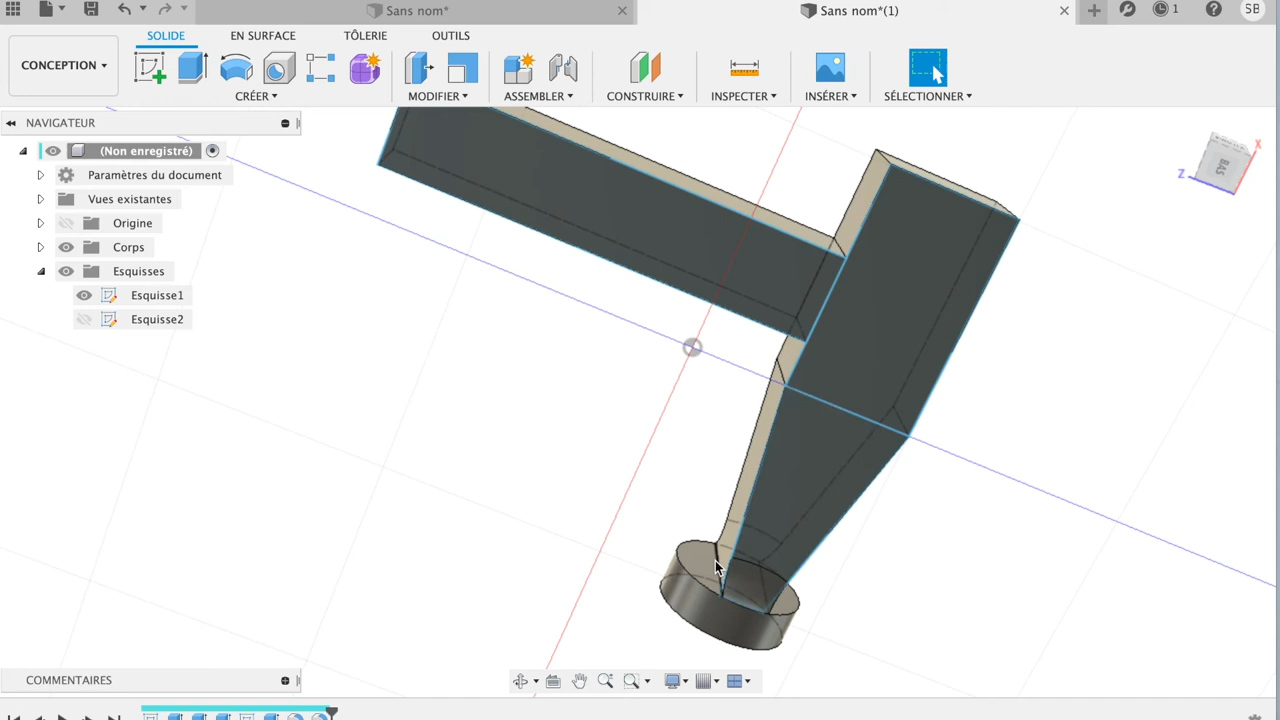 Sans nom*
Sans nom*(1)
1
SB
CONCEPTION
SOLIDE
EN SURFACE
TÔLERIE
OUTILS
CRÉER
MODIFIER
ASSEMBLER
CONSTRUIRE
INSPECTER
INSÉRER
SÉLECTIONNER
NAVIGATEUR
(Non enregistré)
Paramètres du document
Vues existantes
Origine
Corps
Esquisses
Esquisse1
Esquisse2
X
Z
BAS
COMMENTAIRES